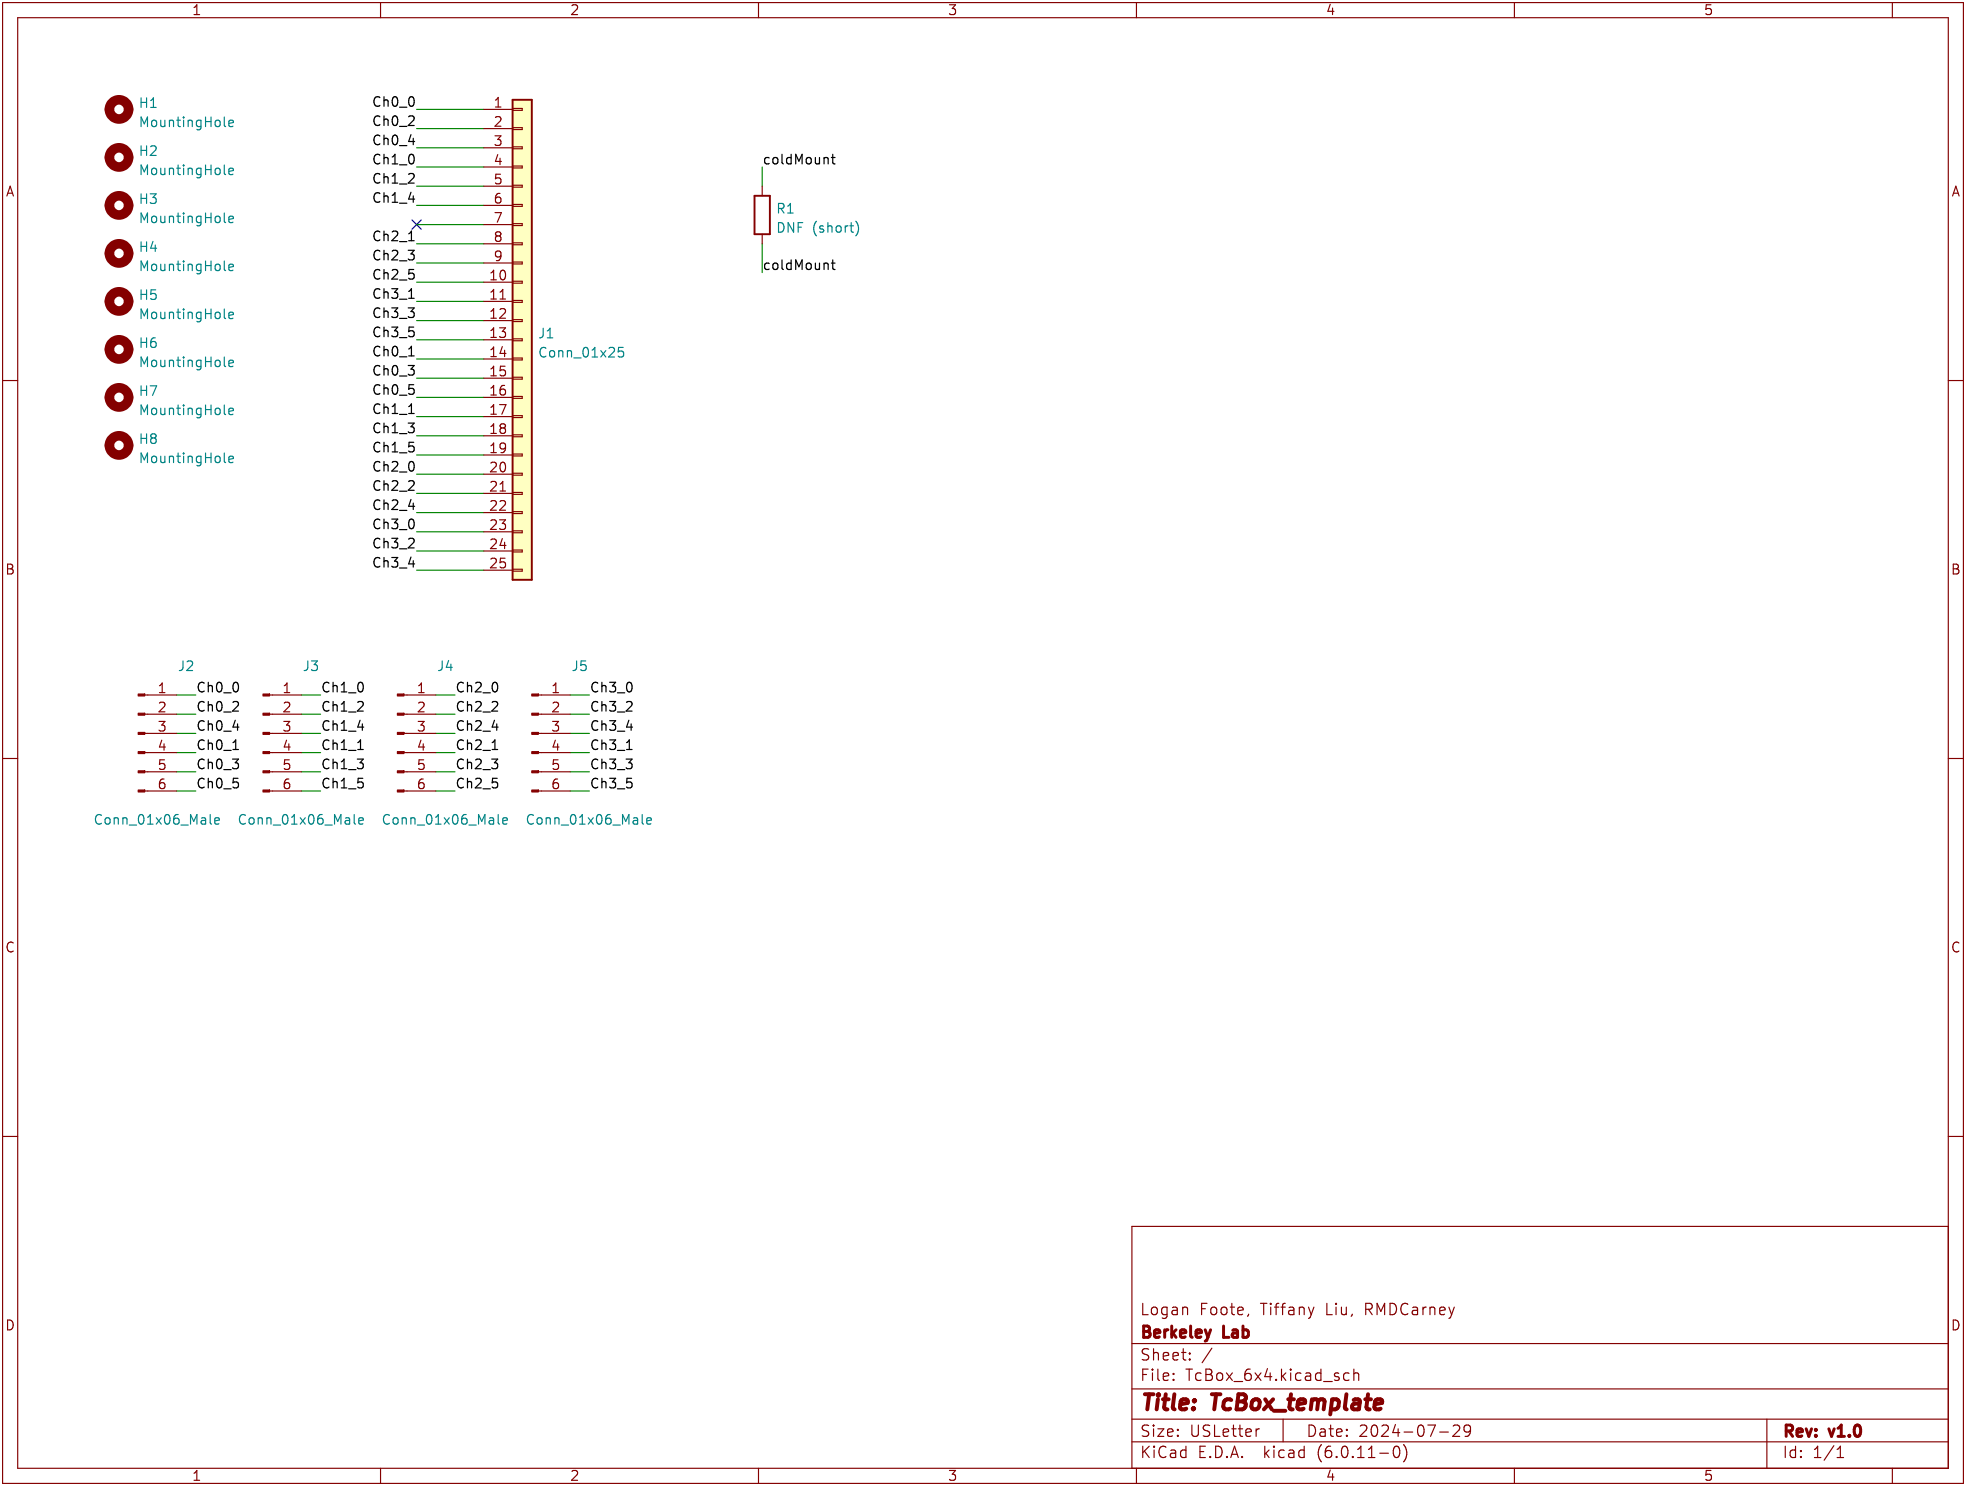 1 2 3 4 5
A A
B B
C C
D D
H1
MountingHole
H2
MountingHole
H3
MountingHole
H4
MountingHole
H5
MountingHole
H6
MountingHole
H7
MountingHole
H8
MountingHole
Ch0_0 1
Ch0_2 2
Ch0_4 3
Ch1_0 4
Ch1_2 5
Ch1_4 6
7
Ch2_1 8
Ch2_3 9
Ch2_5 10
Ch3_1 11
Ch3_3 12
Ch3_5 13
Ch0_1 14
Ch0_3 15
Ch0_5 16
Ch1_1 17
Ch1_3 18
Ch1_5 19
Ch2_0 20
Ch2_2 21
Ch2_4 22
Ch3_0 23
Ch3_2 24
Ch3_4 25
J1
Conn_01x25
coldMount
R1
DNF (short)
coldMount
J2
1 Ch0_0
2 Ch0_2
3 Ch0_4
4 Ch0_1
5 Ch0_3
6 Ch0_5
Conn_01x06_Male
J3
1 Ch1_0
2 Ch1_2
3 Ch1_4
4 Ch1_1
5 Ch1_3
6 Ch1_5
Conn_01x06_Male
J4
1 Ch2_0
2 Ch2_2
3 Ch2_4
4 Ch2_1
5 Ch2_3
6 Ch2_5
Conn_01x06_Male
J5
1 Ch3_0
2 Ch3_2
3 Ch3_4
4 Ch3_1
5 Ch3_3
6 Ch3_5
Conn_01x06_Male
Logan Foote, Tiffany Liu, RMDCarney
Berkeley Lab
Sheet: /
File: TcBox_6x4.kicad_sch
Title: TcBox_template
Size: USLetter Date: 2024-07-29 Rev: v1.0
KiCad E.D.A. kicad (6.0.11-0) Id: 1/1
1 2 3 4 5